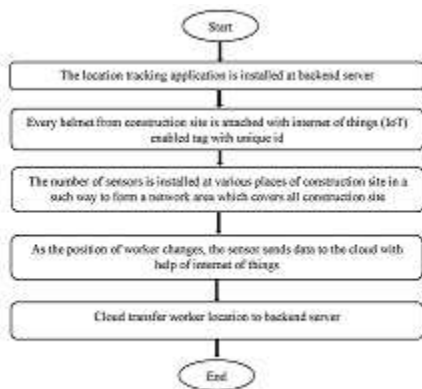 Start
The location tracking application is installed at backend server
Every helmet from construction site is attached with internet of things (IoT)
enabled tag with unique id
The number of sensors is installed at various places of construction site in a
such way to form a network area which covers all construction site
As the position of worker changes, the sensor sends data to the cloud with
help of internet of things
Cloud transfer worker location to backend server
End